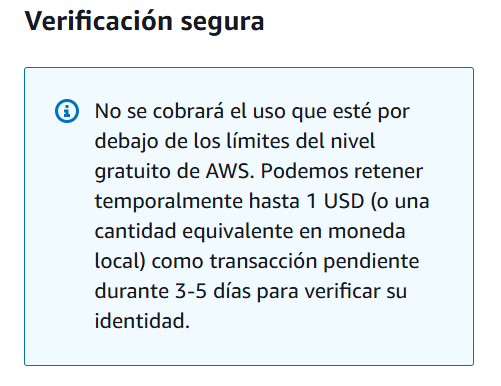 Verificación segura
No se cobrará el uso que esté por
debajo de los límites del nivel
gratuito de AWS. Podemos retener
temporalmente hasta 1 USD (o una
cantidad equivalente en moneda
local) como transacción pendiente
durante 3-5 días para verificar su
identidad.